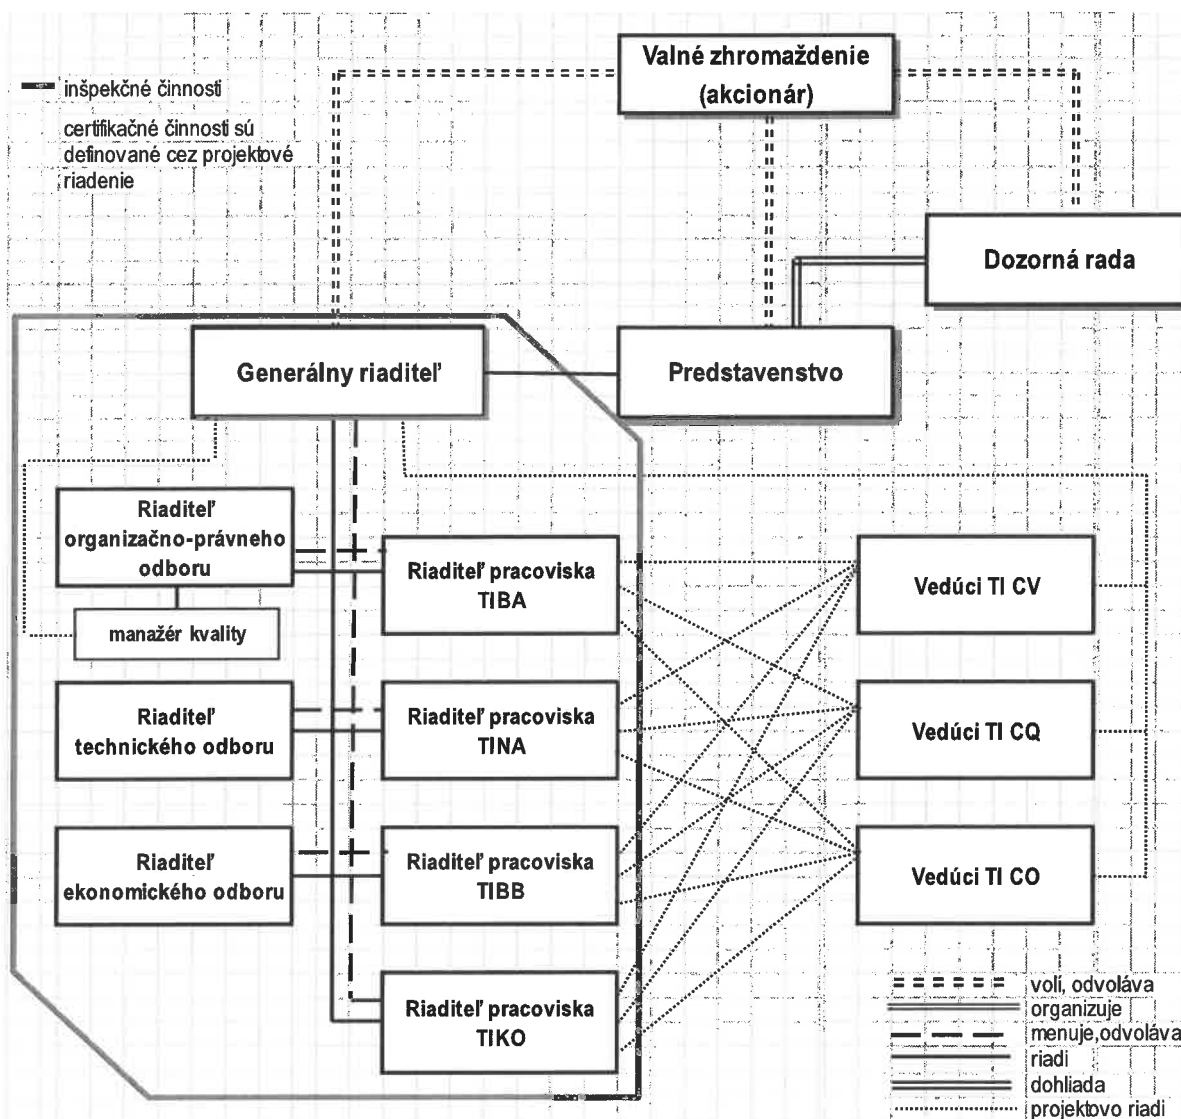 Valné zhromaždenie
(akcionár)
inšpekčné činnosti
certifikačné činnosti sú
definované cez projektové
riadenie
Dozorná rada
Generálny riaditeľ
Predstavenstvo
Riaditeľ
organizačno-právneho
odboru
manažér kvality
Riaditeľ pracoviska
TIBA
Vedúci TI CV
Riaditeľ
technického odboru
Riaditeľ pracoviska
TINA
Vedúci TI CQ
Riaditeľ
ekonomického odboru
Riaditeľ pracoviska
TIBB
Vedúci TI CO
Riaditeľ pracoviska
TIKO
volí, odvoláva
organizuje
menuje,odvoláva
riadi
dohliada
projektovo riadi